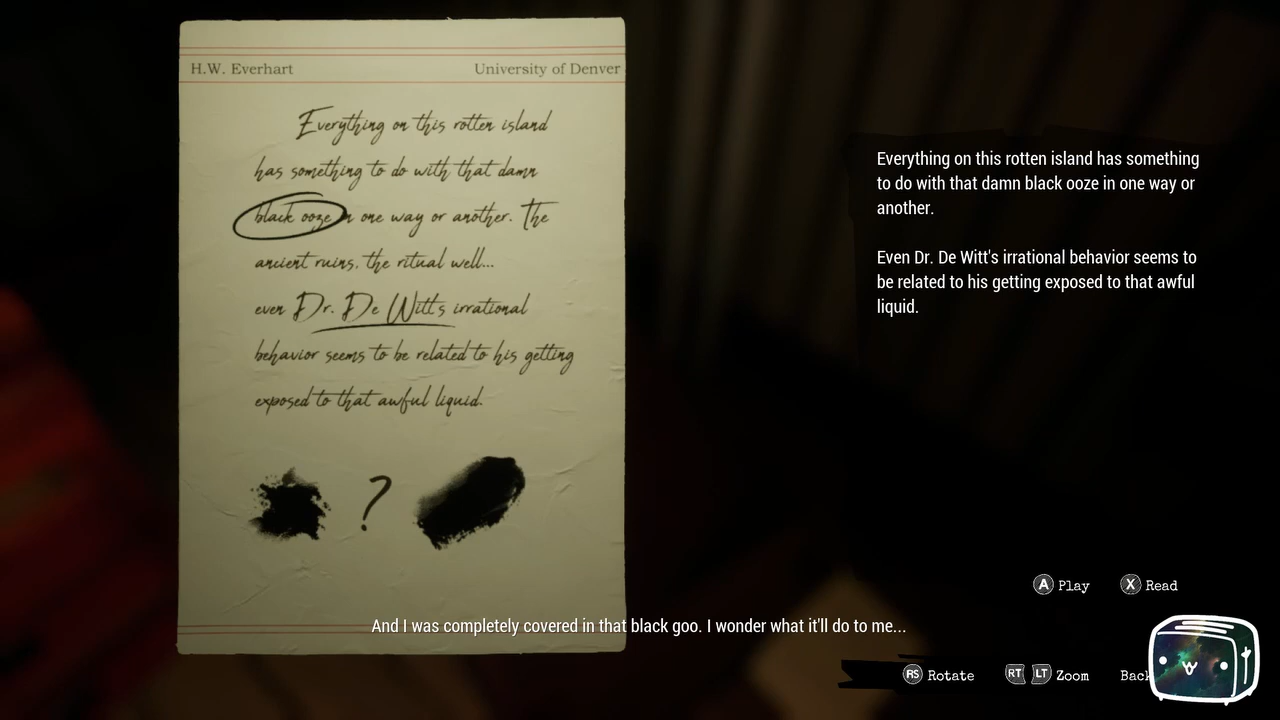 H.W. Everhart University of Denver
Everything on this rotten island
has something to do with that damn
black ooze in one way or another. The
ancient ruins, the ritual well...
even Dr. De Witt's irrational
behavior seems to be related to his getting
exposed to that awful liquid.
?
Everything on this rotten island has something
to do with that damn black ooze in one way or
another.
Even Dr. De Witt's irrational behavior seems to
be related to his getting exposed to that awful
liquid.
A Play X Read
And I was completely covered in that black goo. I wonder what it'll do to me...
RS Rotate RT LT Zoom Back